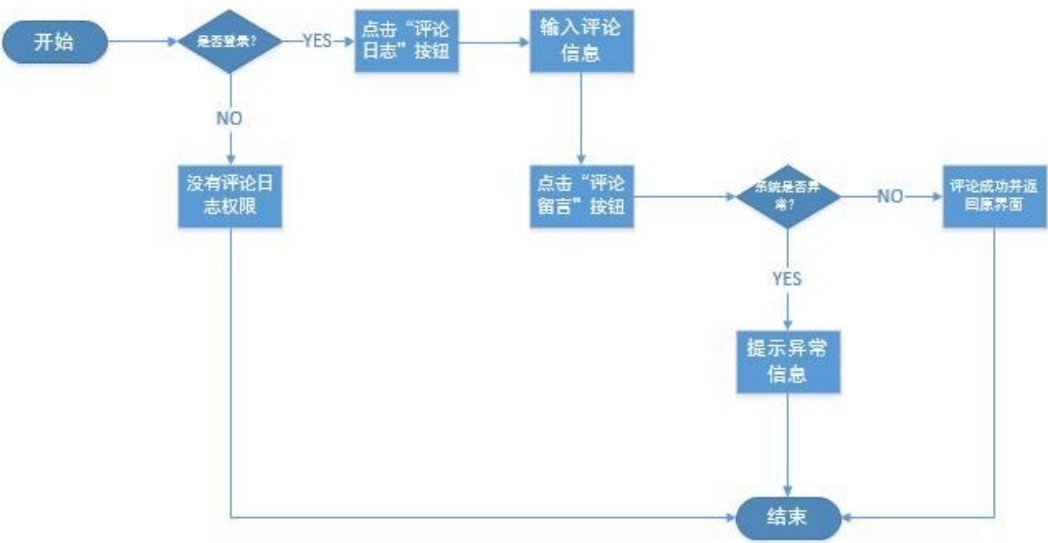 开始
是否登录？
YES
点击“评论
日志”按钮
输入评论
信息
NO
没有评论日
志权限
点击“评论
留言”按钮
系统是否异
常？
NO
评论成功并返
回原界面
YES
提示异常
信息
结束